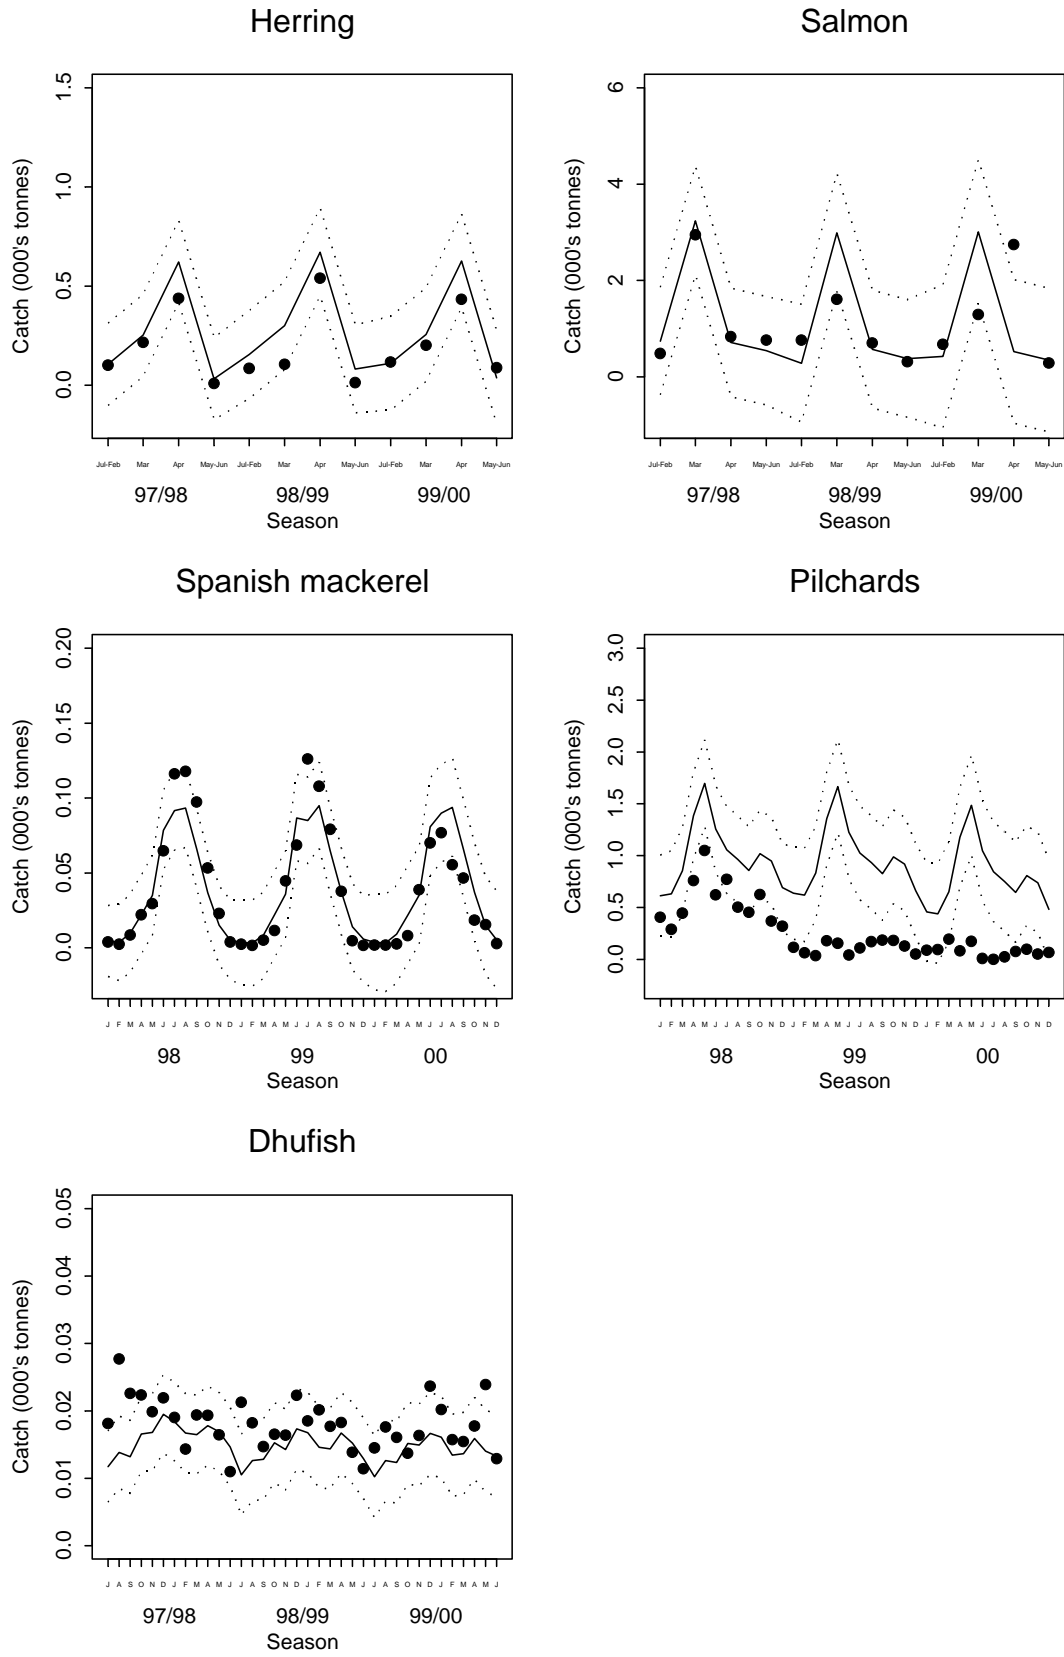 Herring
Catch (000's tonnes)
1.5
1.0
0.5
0.0
Jul-Feb Mar Apr May-Jun Jul-Feb Mar Apr May-Jun Jul-Feb Mar Apr May-Jun
97/98 98/99 99/00
Season
Salmon
Catch (000's tonnes)
6
4
2
0
Jul-Feb Mar Apr May-Jun Jul-Feb Mar Apr May-Jun Jul-Feb Mar Apr May-Jun
97/98 98/99 99/00
Season
Spanish mackerel
Catch (000's tonnes)
0.20
0.15
0.10
0.05
0.0
J F M A M J J A S O N D J F M A M J J A S O N D J F M A M J J A S O N D
98 99 00
Season
Pilchards
Catch (000's tonnes)
3.0
2.5
2.0
1.5
1.0
0.5
0.0
J F M A M J J A S O N D J F M A M J J A S O N D J F M A M J J A S O N D
98 99 00
Season
Dhufish
Catch (000's tonnes)
0.05
0.04
0.03
0.02
0.01
0.0
J A S O N D J F M A M J J A S O N D J F M A M J J A S O N D J F M A M J
97/98 98/99 99/00
Season